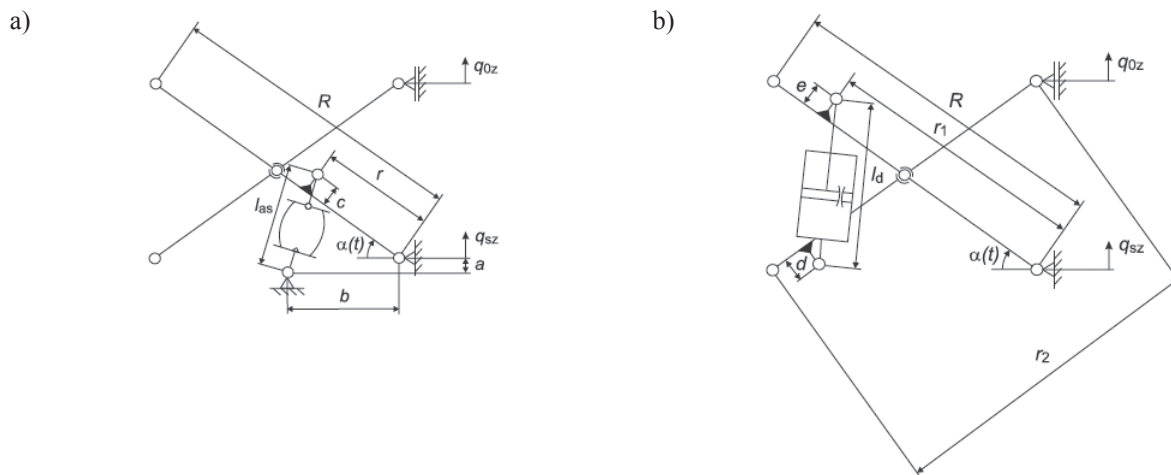 a)
q0z
R
r
las
c
α(t)
qsz
a
b
b)
q0z
e
R
r1
ld
qsz
d
α(t)
r2